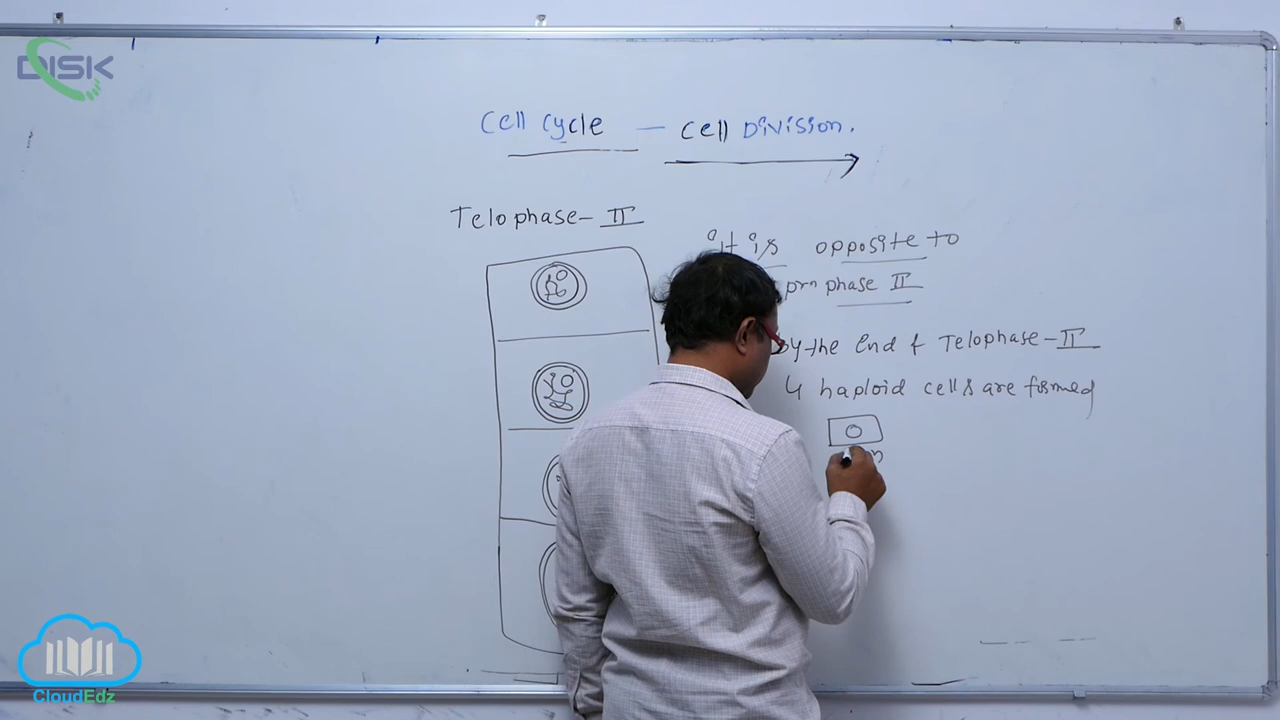 DISK
Cell Cycle — Cell Division.
Telophase- II
it is opposite to
prophase II
by the End of Telophase- II
4 haploid cells are formed
CloudEdz